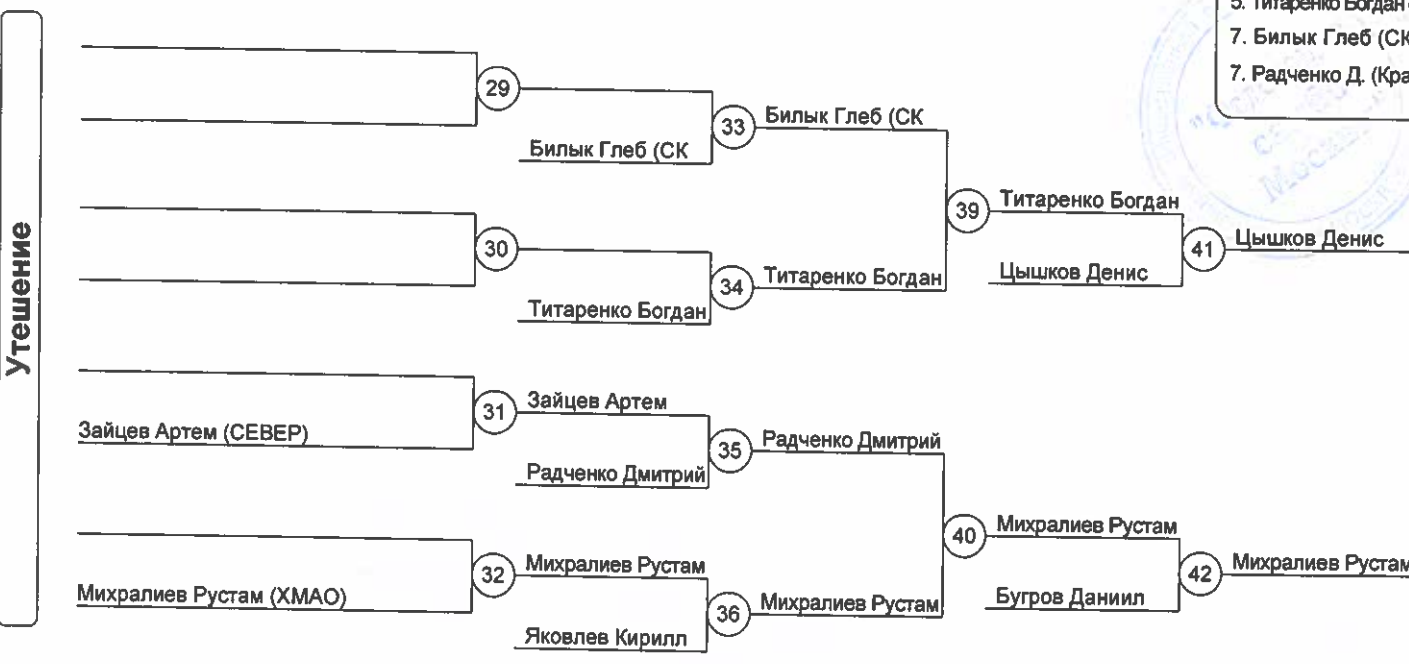 5. Титаренко Богдан
7. Билык Глеб (СК
7. Радченко Д. (Кра
Утешение
29
Билык Глеб (СК
33
Билык Глеб (СК
30
Титаренко Богдан
34
Титаренко Богдан
39
Титаренко Богдан
Цышков Денис
41
Цышков Денис
Зайцев Артем (СЕВЕР)
31
Зайцев Артем
Радченко Дмитрий
35
Радченко Дмитрий
Михралиев Рустам (ХМАО)
32
Михралиев Рустам
Яковлев Кирилл
36
Михралиев Рустам
40
Михралиев Рустам
Бугров Даниил
42
Михралиев Рустам